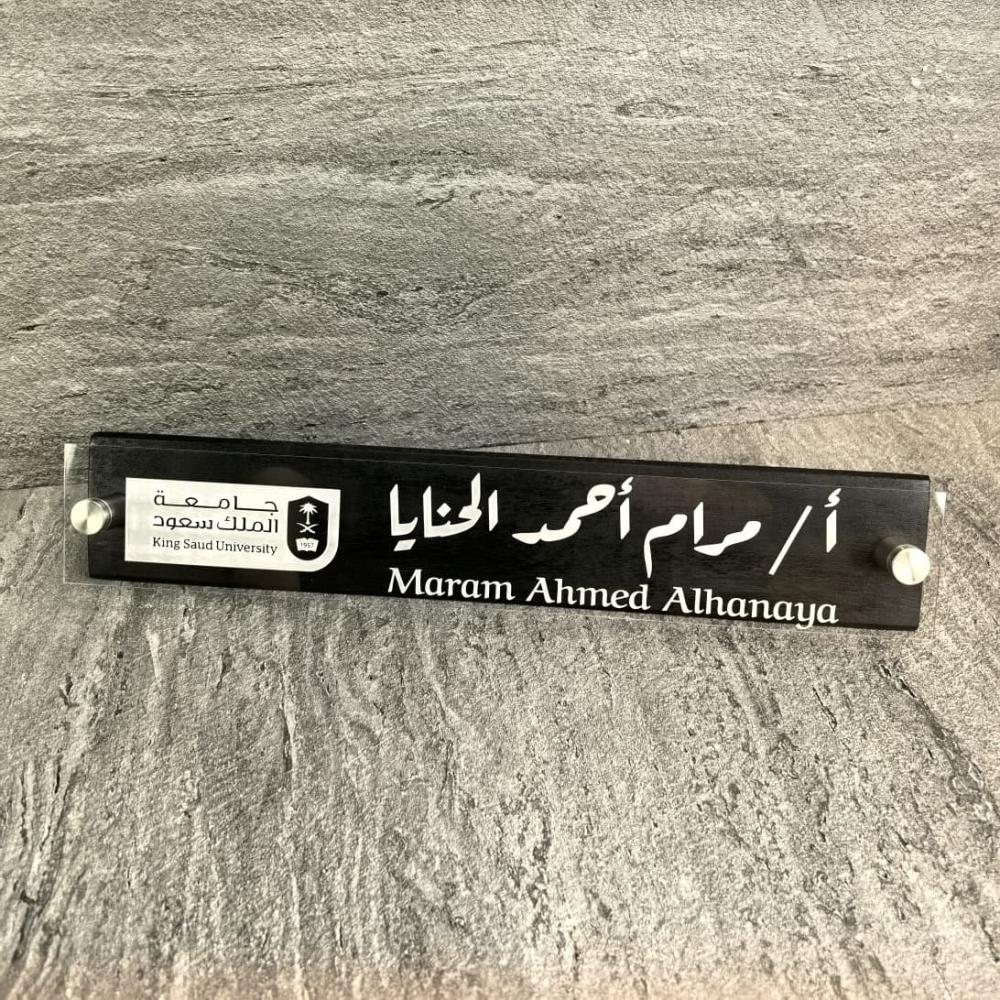 جامعة
الملك سعود
King Saud University
1957
أ/ مرام أحمد الحنايا
Maram Ahmed Alhanaya